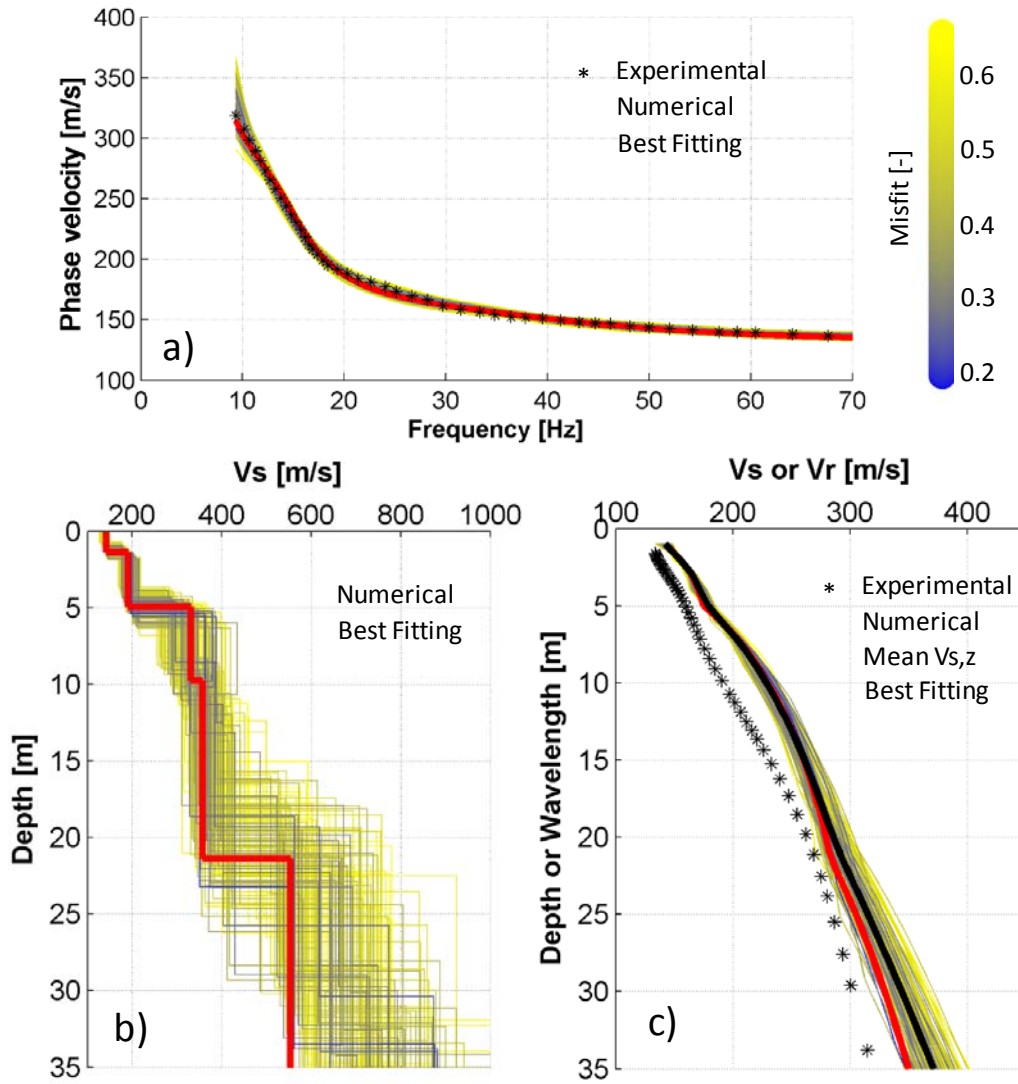 400
350
300
250
200
150
100
Phase velocity [m/s]
0 10 20 30 40 50 60 70
Frequency [Hz]
* Experimental
Numerical
Best Fitting
a)
Misfit [-]
0.6
0.5
0.4
0.3
0.2
Vs [m/s]
200 400 600 800 1000
0
5
10
15
20
25
30
35
Depth [m]
Numerical
Best Fitting
b)
Vs or Vr [m/s]
100 200 300 400
0
5
10
15
20
25
30
35
Depth or Wavelength [m]
* Experimental
Numerical
Mean Vs,z
Best Fitting
c)